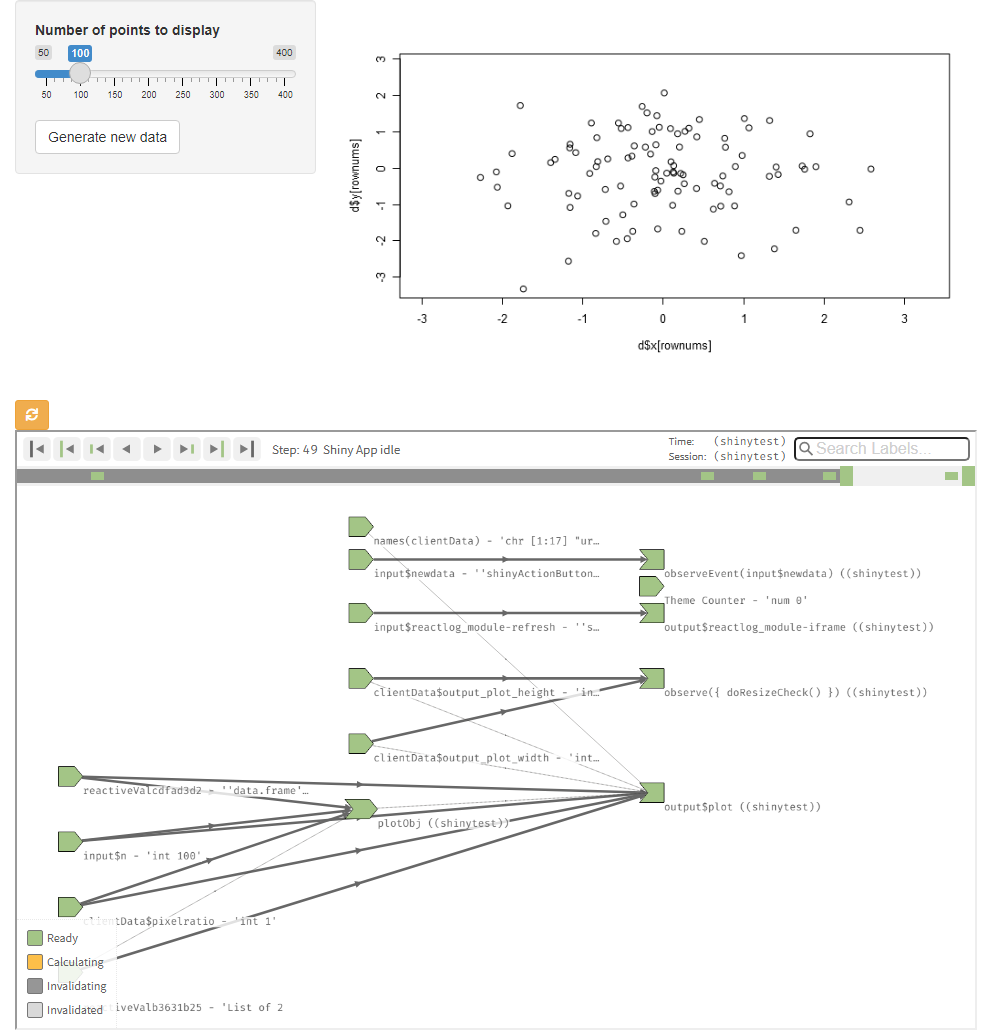 Number of points to display
50 100 400
50 100 150 200 250 300 350 400
Generate new data
3
2
1
0
-1
-2
-3
d$y[rownums]
-3 -2 -1 0 1 2 3
d$x[rownums]
Step: 49 Shiny App idle
Time: (shinytest)
Session: (shinytest)
Search Labels...
names(clientData) - 'chr [1:17] "ur…
input$newdata - ''shinyActionButton…
observeEvent(input$newdata) ((shinytest))
Theme Counter - 'num 0'
input$reactlog_module-refresh - ''s…
output$reactlog_module-iframe ((shinytest))
clientData$output_plot_height - 'in…
observe({ doResizeCheck() }) ((shinytest))
clientData$output_plot_width - 'int…
reactiveValcdfad3d2 - ''data.frame'…
output$plot ((shinytest))
plotObj ((shinytest))
input$n - 'int 100'
clientData$pixelratio - 'int 1'
Ready
Calculating
Invalidating
Invalidated
iveValb3631b25 - 'List of 2